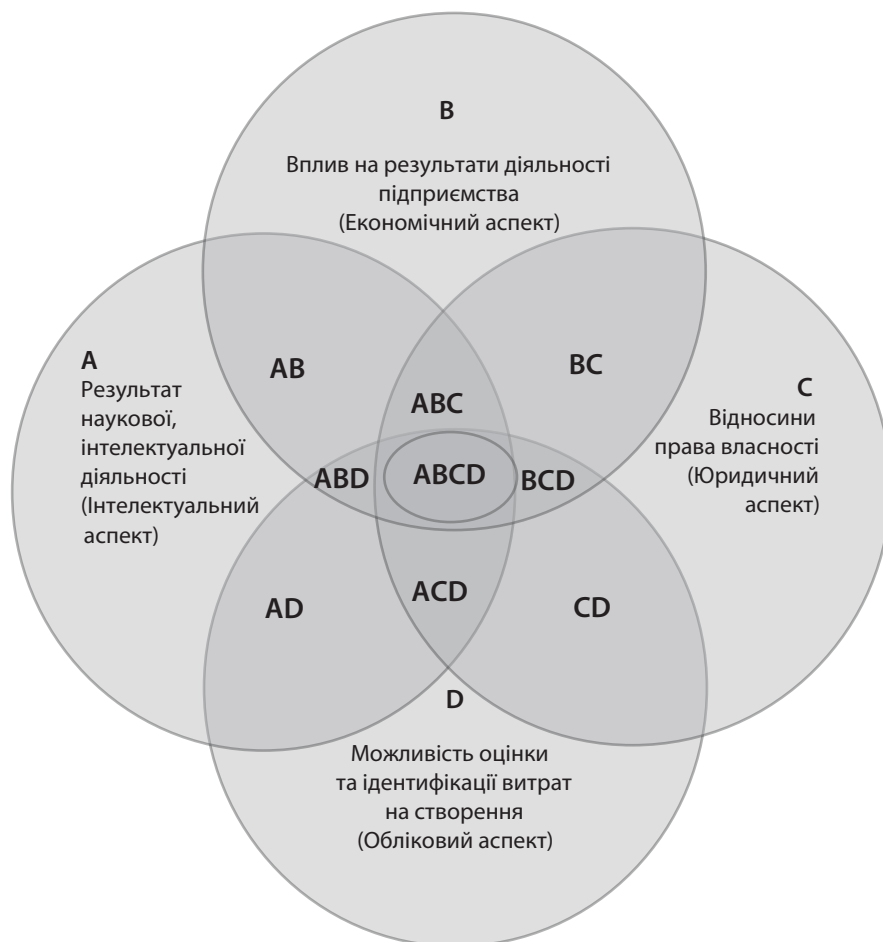 B
Вплив на результати діяльності
підприємства
(Економічний аспект)
A
Результат
наукової,
інтелектуальної
діяльності
(Інтелектуальний
аспект)
AB
BC
ABC
C
Відносини
права власності
(Юридичний
аспект)
ABD
ABCD
BCD
AD
ACD
CD
D
Можливість оцінки
та ідентифікації витрат
на створення
(Обліковий аспект)